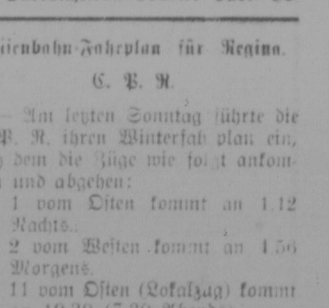 ienbahn-Fahrplan für Regina.
C. P. R.
— Am letzten Sonntag führte die
P. R. ihren Winterfah plan ein,
dem die Züge wie folgt ankom-
und abgehen:
1 vom Osten kommt an 1.12
Nachts.
2 vom Westen kommt an 1.56
Morgens.
11 vom Osten (Lokalzug) kommt